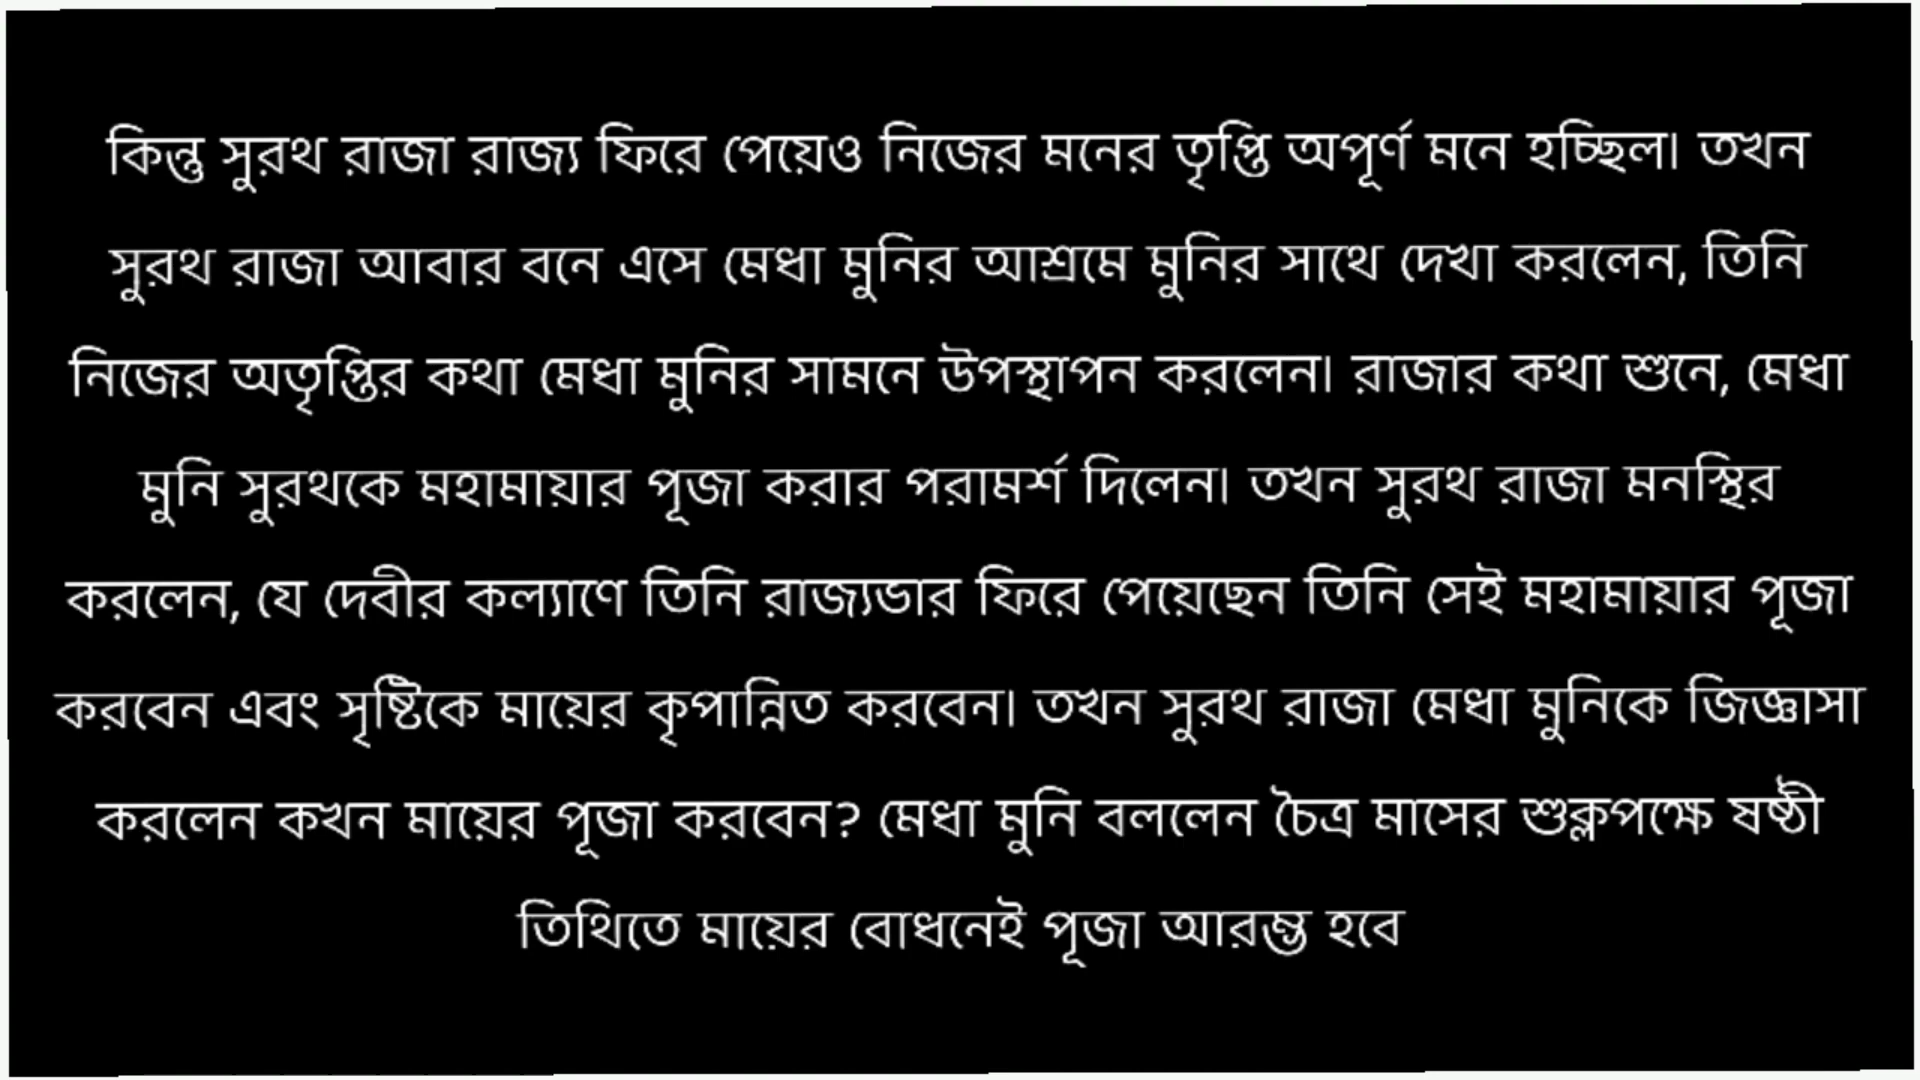 কিন্তু সুরথ রাজা রাজ্য ফিরে পেয়েও নিজের মনের তৃপ্তি অপূর্ণ মনে হচ্ছিল। তখন
সুরথ রাজা আবার বনে এসে মেধা মুনির আশ্রমে মুনির সাথে দেখা করলেন, তিনি
নিজের অতৃপ্তির কথা মেধা মুনির সামনে উপস্থাপন করলেন। রাজার কথা শুনে, মেধা
মুনি সুরথকে মহামায়ার পূজা করার পরামর্শ দিলেন। তখন সুরথ রাজা মনস্থির
করলেন, যে দেবীর কল্যাণে তিনি রাজ্যভার ফিরে পেয়েছেন তিনি সেই মহামায়ার পূজা
করবেন এবং সৃষ্টিকে মায়ের কৃপান্নিত করবেন। তখন সুরথ রাজা মেধা মুনিকে জিজ্ঞাসা
করলেন কখন মায়ের পূজা করবেন? মেধা মুনি বললেন চৈত্র মাসের শুক্লপক্ষে ষষ্ঠী
তিথিতে মায়ের বোধনেই পূজা আরম্ভ হবে